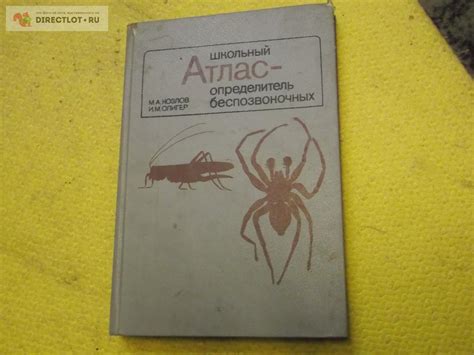 DIRECTLOT.RU
ШКОЛЬНЫЙ
Атлас-
М.А.КОЗЛОВ
И.М.ОЛИГЕР
определитель
беспозвоночных